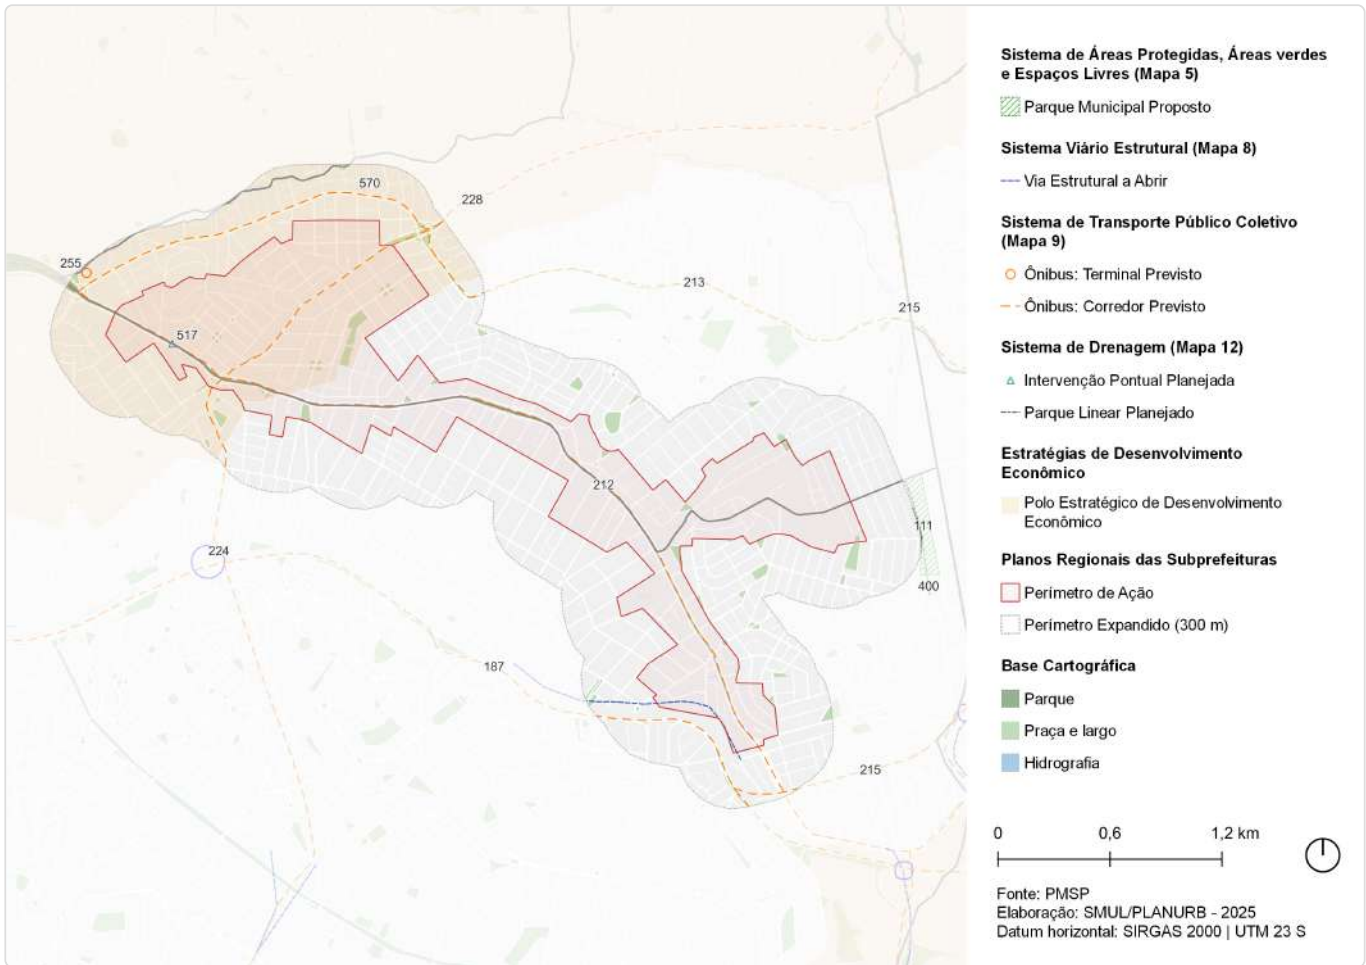 570
228
255
213
215
517
212
111
224
400
187
215
Sistema de Áreas Protegidas, Áreas verdes
e Espaços Livres (Mapa 5)
Parque Municipal Proposto
Sistema Viário Estrutural (Mapa 8)
Via Estrutural a Abrir
Sistema de Transporte Público Coletivo
(Mapa 9)
Ônibus: Terminal Previsto
Ônibus: Corredor Previsto
Sistema de Drenagem (Mapa 12)
Intervenção Pontual Planejada
Parque Linear Planejado
Estratégias de Desenvolvimento
Econômico
Polo Estratégico de Desenvolvimento
Econômico
Planos Regionais das Subprefeituras
Perímetro de Ação
Perímetro Expandido (300 m)
Base Cartográfica
Parque
Praça e largo
Hidrografia
0 0,6 1,2 km
Fonte: PMSP
Elaboração: SMUL/PLANURB - 2025
Datum horizontal: SIRGAS 2000 | UTM 23 S